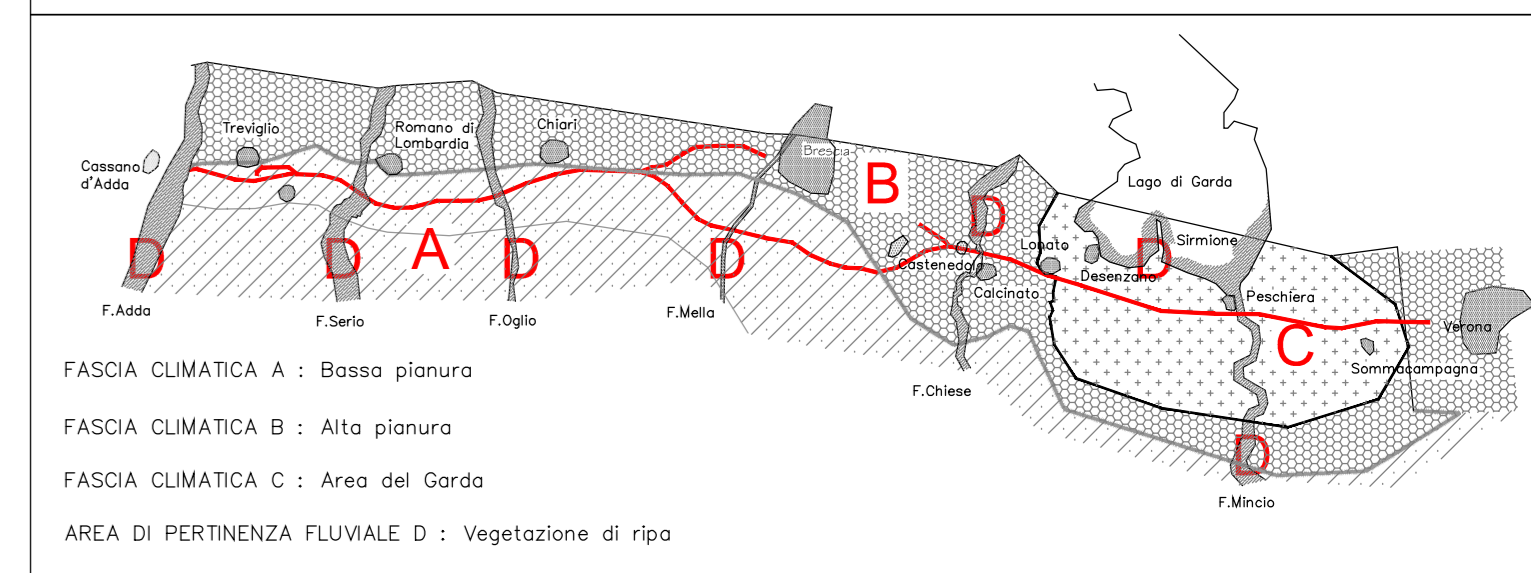 Treviglio
Romano di
Lombardia
Chiari
Cassano
d'Adda
Brescia
B
Lago di Garda
D
Sirmione
Lonato
D
Desenzano
Castenedolo
Calcinato
D
D
A
D
D
Peschiera
C
Verona
Sommacampagna
F.Adda
F.Serio
F.Oglio
F.Mella
F.Chiese
D
F.Mincio
FASCIA CLIMATICA A : Bassa pianura
FASCIA CLIMATICA B : Alta pianura
FASCIA CLIMATICA C : Area del Garda
AREA DI PERTINENZA FLUVIALE D : Vegetazione di ripa